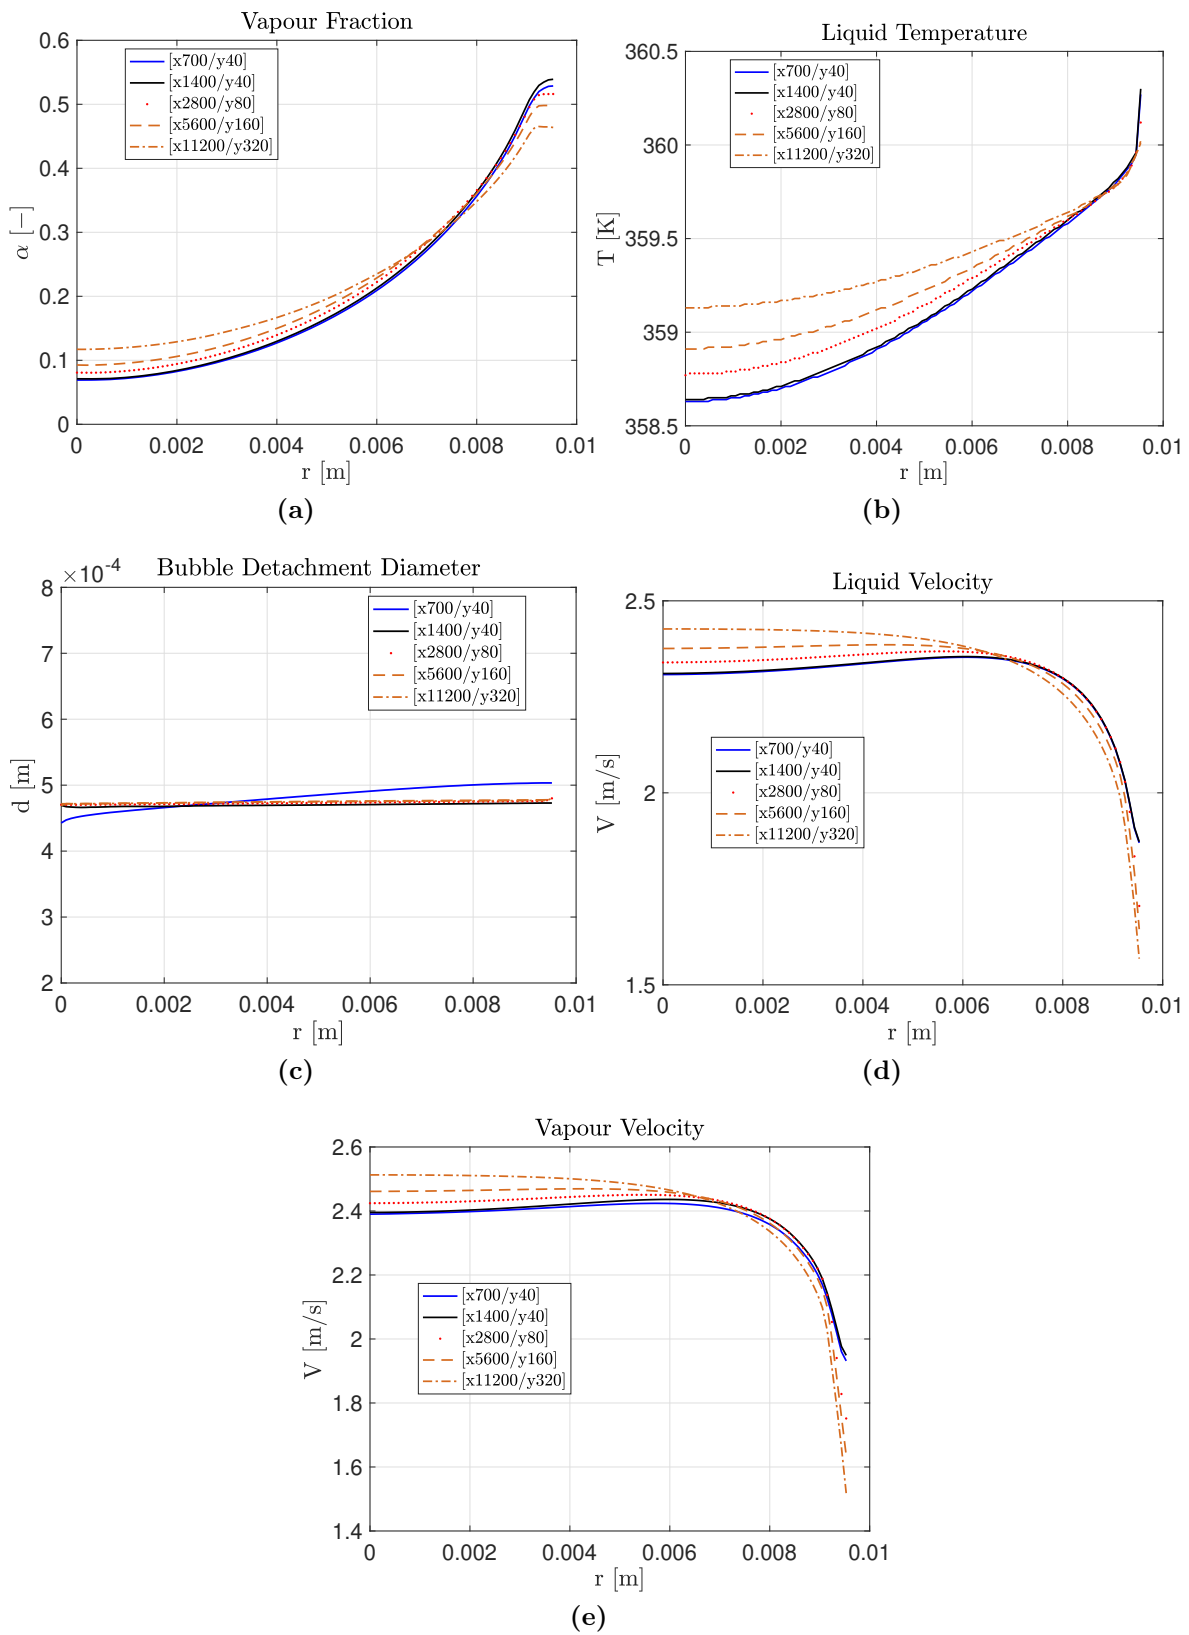 Vapour Fraction
[x700/y40]
[x1400/y40]
[x2800/y80]
[x5600/y160]
[x11200/y320]
0.6
0.5
0.4
0.3
0.2
0.1
0
α [−]
0 0.002 0.004 0.006 0.008 0.01
r [m]
(a)
Liquid Temperature
[x700/y40]
[x1400/y40]
[x2800/y80]
[x5600/y160]
[x11200/y320]
360.5
360
359.5
359
358.5
T [K]
0 0.002 0.004 0.006 0.008 0.01
r [m]
(b)
Bubble Detachment Diameter
×10-4
[x700/y40]
[x1400/y40]
[x2800/y80]
[x5600/y160]
[x11200/y320]
8
7
6
5
4
3
2
d [m]
0 0.002 0.004 0.006 0.008 0.01
r [m]
(c)
Liquid Velocity
2.5
2
1.5
V [m/s]
[x700/y40]
[x1400/y40]
[x2800/y80]
[x5600/y160]
[x11200/y320]
0 0.002 0.004 0.006 0.008 0.01
r [m]
(d)
Vapour Velocity
2.6
2.4
2.2
2
1.8
1.6
1.4
V [m/s]
[x700/y40]
[x1400/y40]
[x2800/y80]
[x5600/y160]
[x11200/y320]
0 0.002 0.004 0.006 0.008 0.01
r [m]
(e)